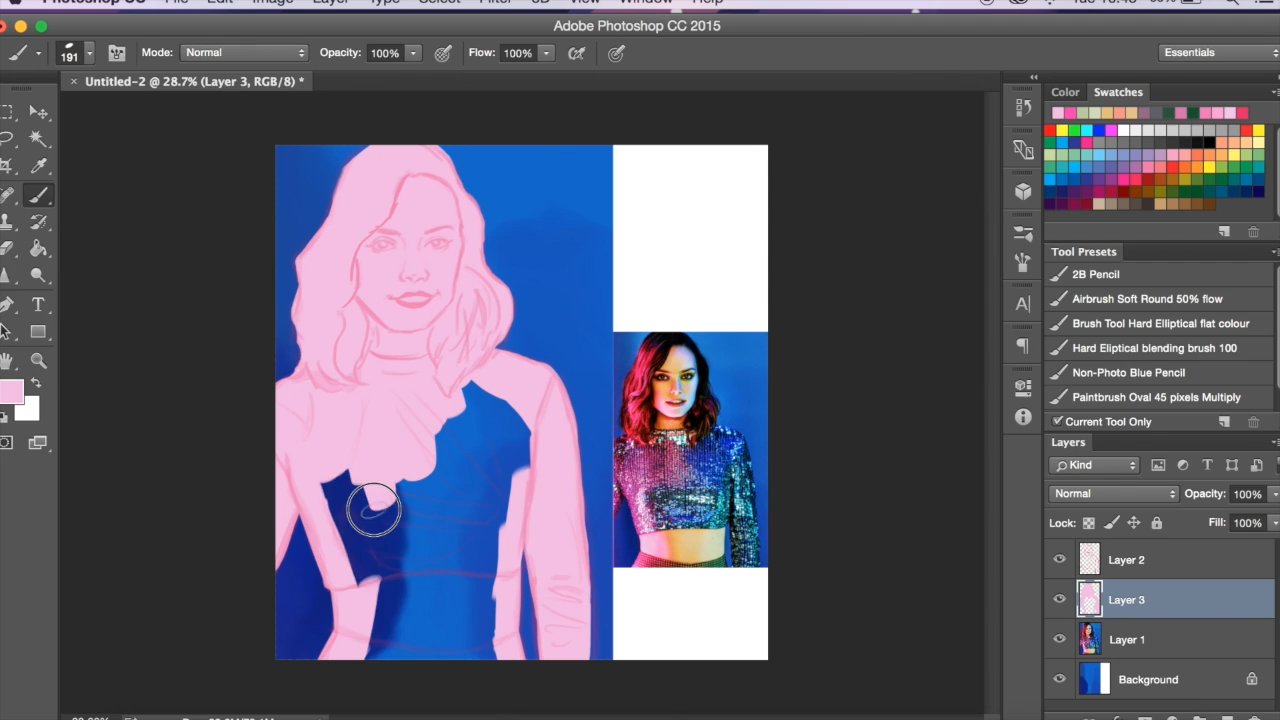 Photoshop CC File Edit Image Layer Type Select Filter 3D View Window Help
Adobe Photoshop CC 2015
191 Mode: Normal Opacity: 100% Flow: 100% Essentials
× Untitled-2 @ 28.7% (Layer 3, RGB/8) *
Color Swatches
Tool Presets
2B Pencil
Airbrush Soft Round 50% flow
Brush Tool Hard Elliptical flat colour
Hard Eliptical blending brush 100
Non-Photo Blue Pencil
Paintbrush Oval 45 pixels Multiply
Current Tool Only
Layers
Kind
Normal Opacity: 100%
Lock: Fill: 100%
Layer 2
Layer 3
Layer 1
Background